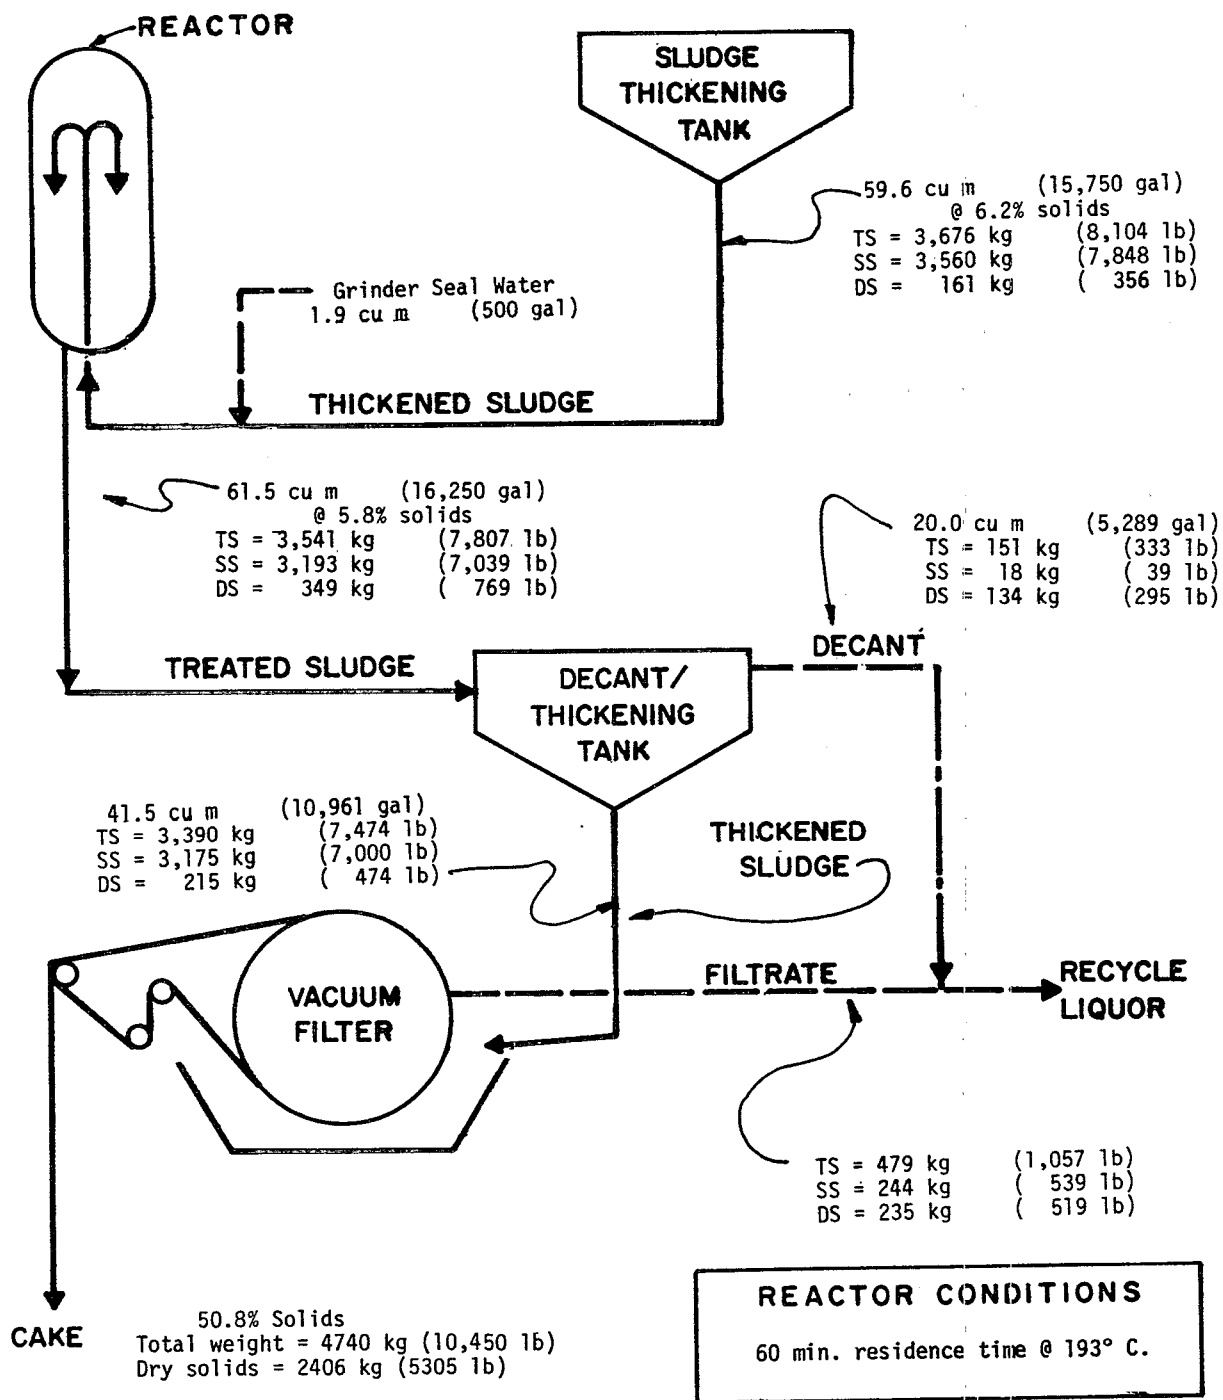 REACTOR
SLUDGE
THICKENING
TANK
59.6 cu m (15,750 gal)
@ 6.2% solids
TS = 3,676 kg (8,104 lb)
SS = 3,560 kg (7,848 lb)
DS = 161 kg ( 356 lb)
Grinder Seal Water
1.9 cu m (500 gal)
THICKENED SLUDGE
61.5 cu m (16,250 gal)
@ 5.8% solids
TS = 3,541 kg (7,807 lb)
SS = 3,193 kg (7,039 lb)
DS = 349 kg ( 769 lb)
20.0 cu m (5,289 gal)
TS = 151 kg (333 lb)
SS = 18 kg ( 39 lb)
DS = 134 kg (295 lb)
DECANT
TREATED SLUDGE
DECANT/
THICKENING
TANK
41.5 cu m (10,961 gal)
TS = 3,390 kg (7,474 lb)
SS = 3,175 kg (7,000 lb)
DS = 215 kg ( 474 lb)
THICKENED
SLUDGE
VACUUM
FILTER
FILTRATE
RECYCLE
LIQUOR
TS = 479 kg (1,057 lb)
SS = 244 kg ( 539 lb)
DS = 235 kg ( 519 lb)
CAKE
50.8% Solids
Total weight = 4740 kg (10,450 lb)
Dry solids = 2406 kg (5305 lb)
REACTOR CONDITIONS
60 min. residence time @ 193° C.